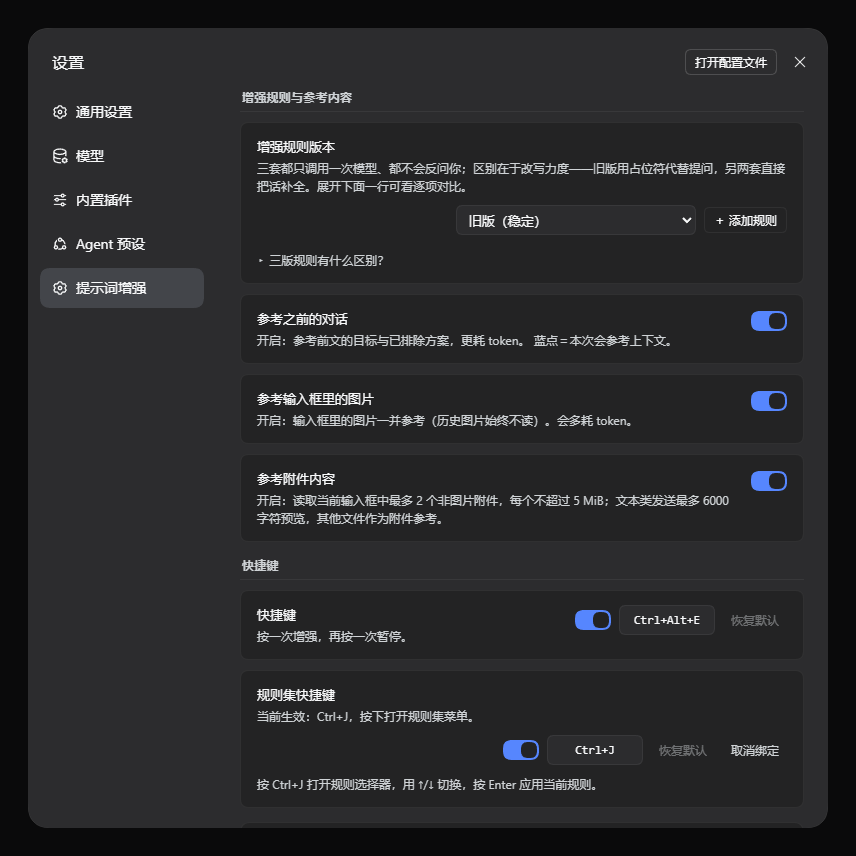 设置
打开配置文件
通用设置
模型
内置插件
Agent 预设
提示词增强
增强规则与参考内容
增强规则版本
三套都只调用一次模型、都不会反问你；区别在于改写力度——旧版用占位符代替提问，另两套直接
把话补全。展开下面一行可看逐项对比。
旧版（稳定）
+ 添加规则
三版规则有什么区别？
参考之前的对话
开启：参考前文的目标与已排除方案，更耗 token。 蓝点＝本次会参考上下文。
参考输入框里的图片
开启：输入框里的图片一并参考（历史图片始终不读）。会多耗 token。
参考附件内容
开启：读取当前输入框中最多 2 个非图片附件，每个不超过 5 MiB；文本类发送最多 6000
字符预览，其他文件作为附件参考。
快捷键
快捷键
按一次增强，再按一次暂停。
Ctrl+Alt+E
恢复默认
规则集快捷键
当前生效：Ctrl+J，按下打开规则集菜单。
Ctrl+J
恢复默认
取消绑定
按 Ctrl+J 打开规则选择器，用 ↑/↓ 切换，按 Enter 应用当前规则。